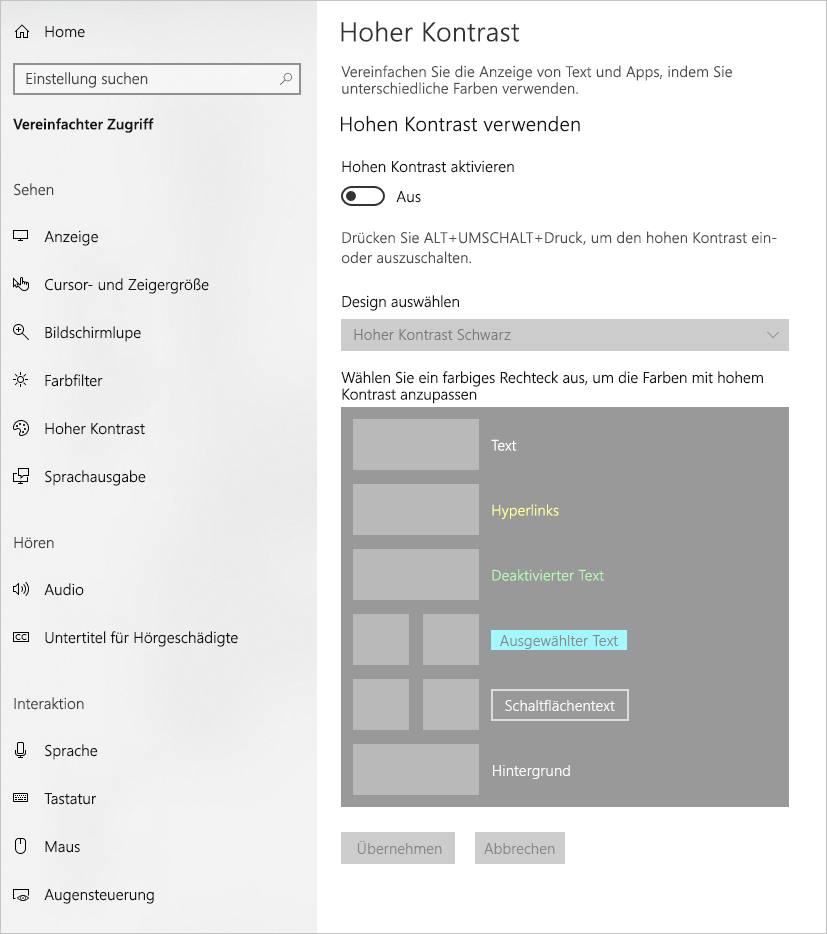 Home
Einstellung suchen
Vereinfachter Zugriff
Sehen
Anzeige
Cursor- und Zeigergröße
Bildschirmlupe
Farbfilter
Hoher Kontrast
Sprachausgabe
Hören
Audio
CC Untertitel für Hörgeschädigte
Interaktion
Sprache
Tastatur
Maus
Augensteuerung
Hoher Kontrast
Vereinfachen Sie die Anzeige von Text und Apps, indem Sie
unterschiedliche Farben verwenden.
Hohen Kontrast verwenden
Hohen Kontrast aktivieren
Aus
Drücken Sie ALT+UMSCHALT+Druck, um den hohen Kontrast ein-
oder auszuschalten.
Design auswählen
Hoher Kontrast Schwarz
Wählen Sie ein farbiges Rechteck aus, um die Farben mit hohem
Kontrast anzupassen
Text
Hyperlinks
Deaktivierter Text
Ausgewählter Text
Schaltflächentext
Hintergrund
Übernehmen Abbrechen